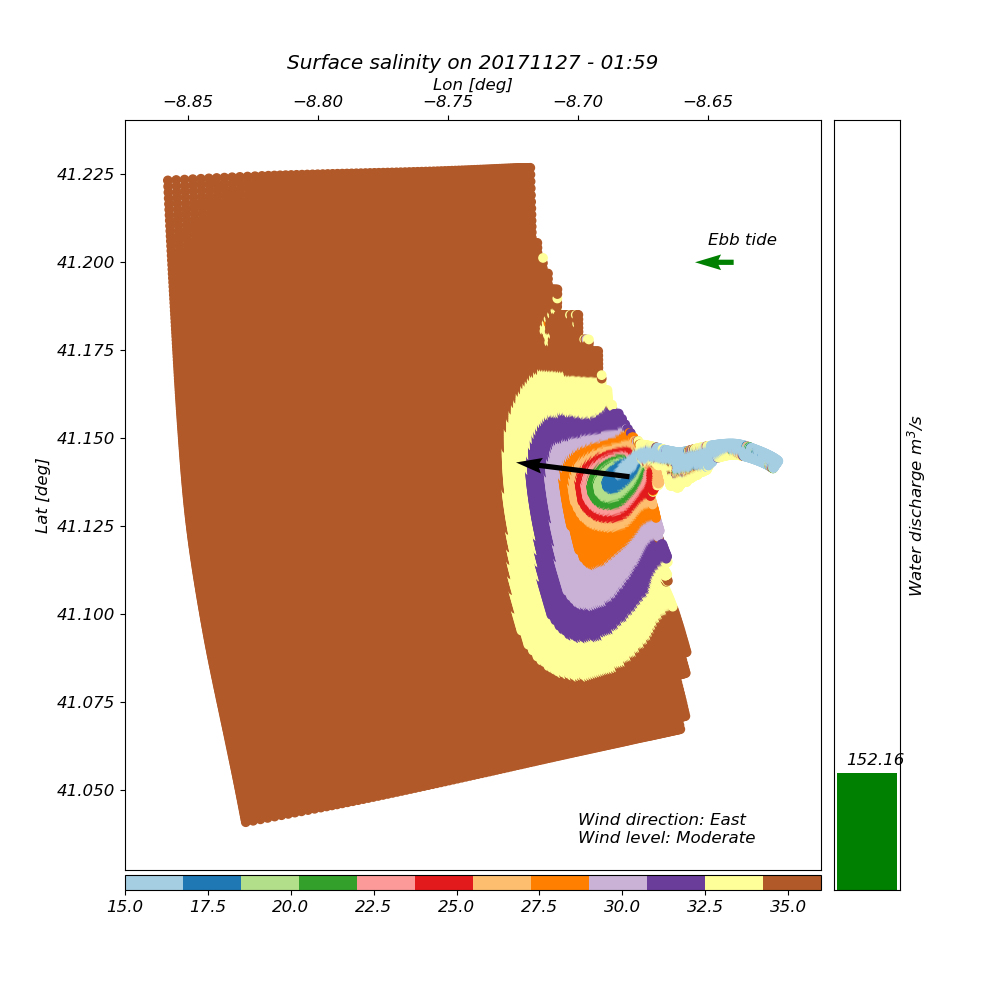 Surface salinity on 20171127 - 01:59
Lon [deg]
−8.85 −8.80 −8.75 −8.70 −8.65
41.225
41.200
41.175
41.150
41.125
41.100
41.075
41.050
Lat [deg]
Ebb tide
Wind direction: East
Wind level: Moderate
152.16
Water discharge m³/s
15.0 17.5 20.0 22.5 25.0 27.5 30.0 32.5 35.0